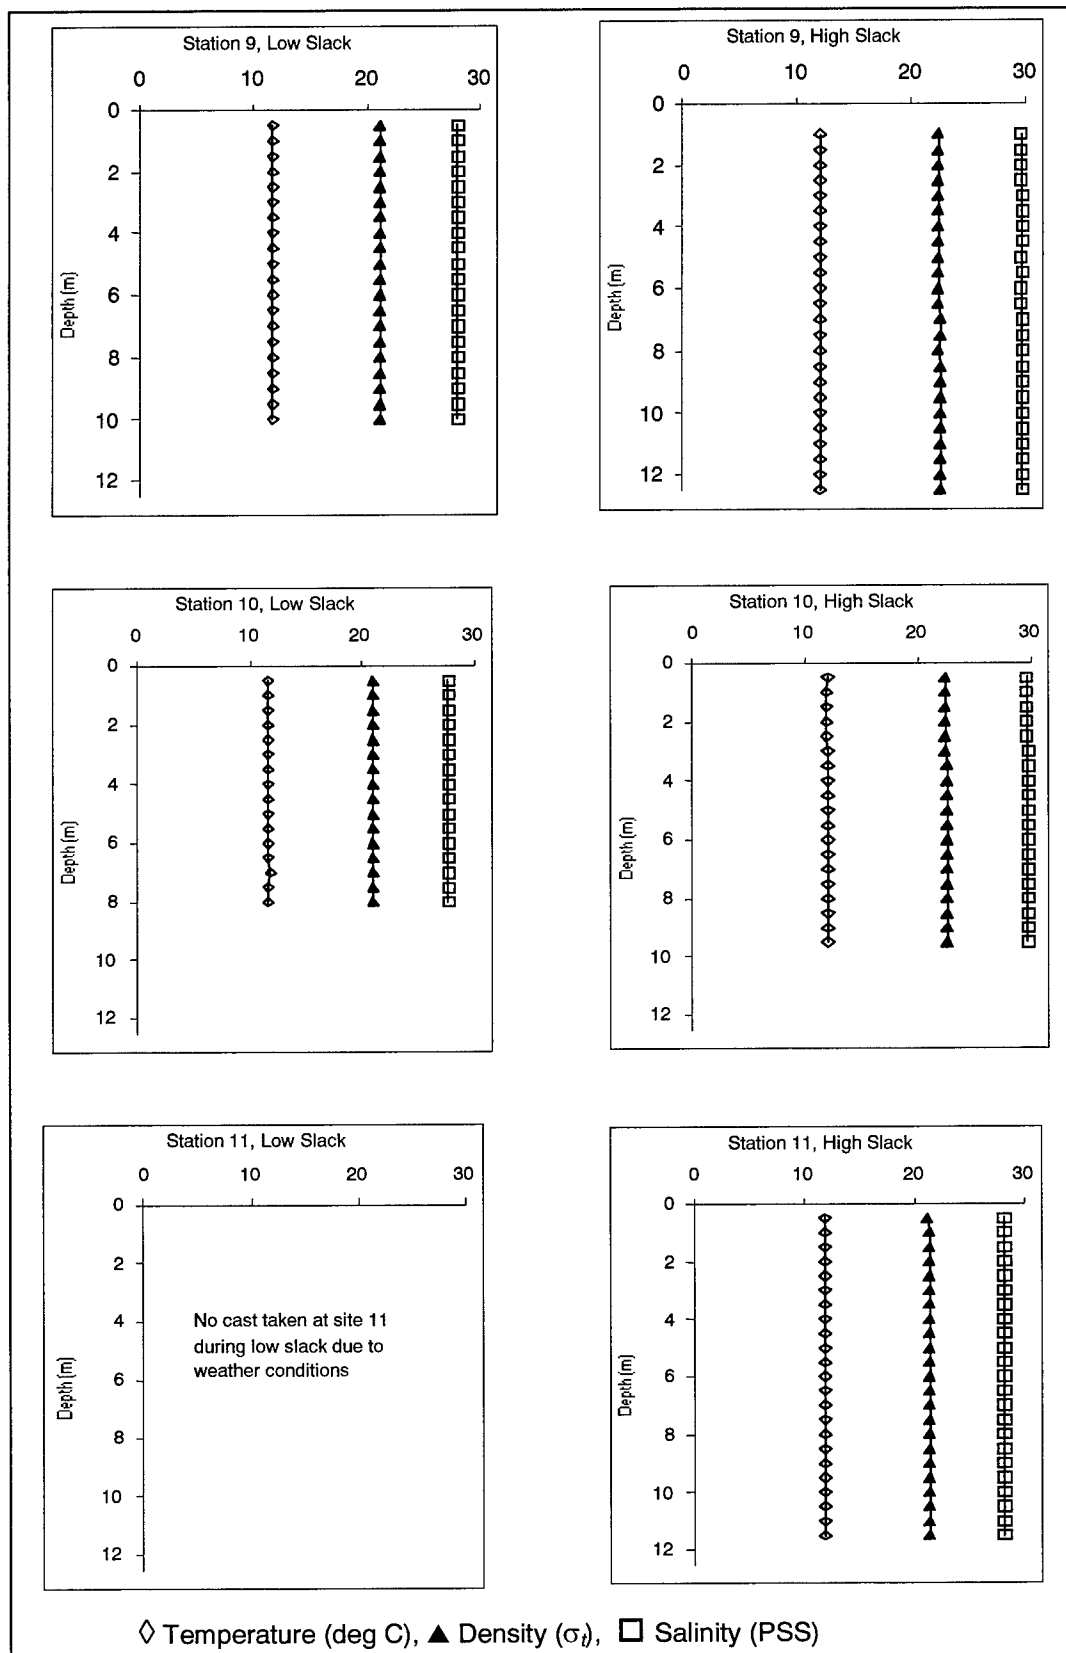 Station 9, Low Slack
0 10 20 30
0
2
4
6
8
10
12
Depth (m)
Station 9, High Slack
0 10 20 30
0
2
4
6
8
10
12
Depth (m)
Station 10, Low Slack
0 10 20 30
0
2
4
6
8
10
12
Depth (m)
Station 10, High Slack
0 10 20 30
0
2
4
6
8
10
12
Depth (m)
Station 11, Low Slack
0 10 20 30
0
2
4
6
8
10
12
Depth (m)
No cast taken at site 11
during low slack due to
weather conditions
Station 11, High Slack
0 10 20 30
0
2
4
6
8
10
12
Depth (m)
◇ Temperature (deg C), ▲ Density (σt), □ Salinity (PSS)